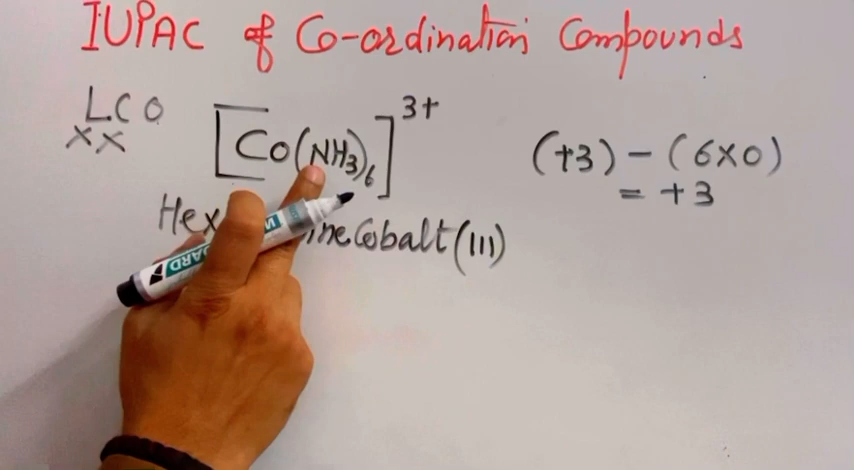 IUPAC of Co-ordination Compounds
LCO
xx
[Co(NH3)6]3+
(+3) - (6x0)
= +3
Hex ine Cobalt (III)